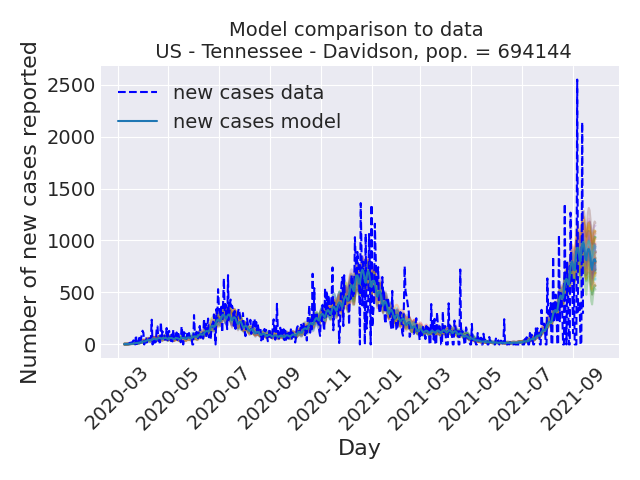 Model comparison to data
US - Tennessee - Davidson, pop. = 694144
Number of new cases reported
2500
2000
1500
1000
500
0
new cases data
new cases model
2020-03
2020-05
2020-07
2020-09
2020-11
2021-01
2021-03
2021-05
2021-07
2021-09
Day